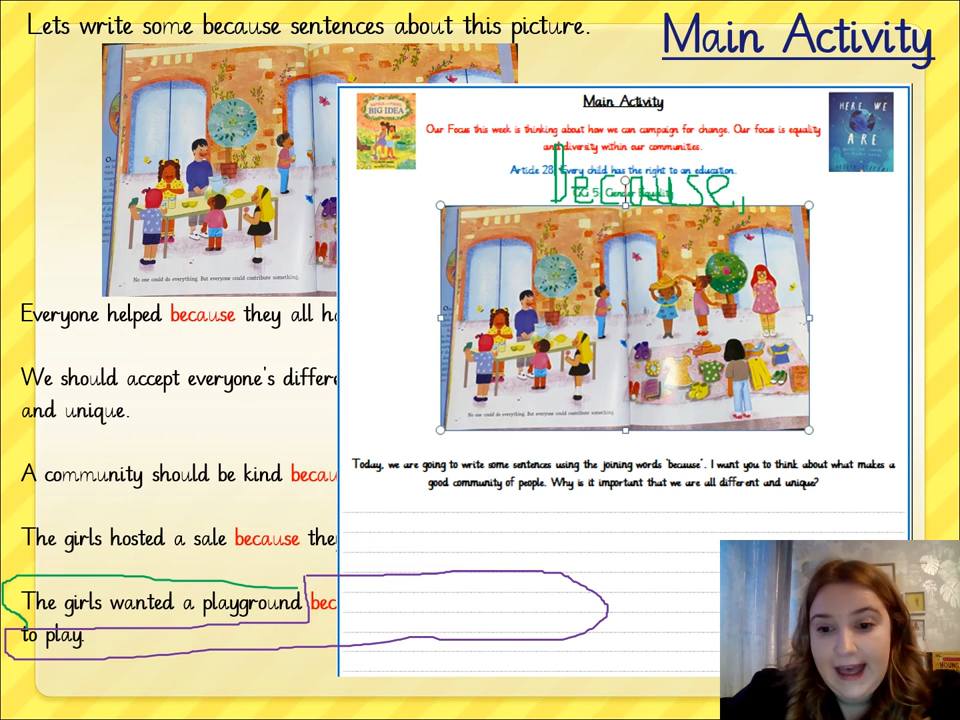 Lets write some because sentences about this picture.
Main Activity
No one could do everything. But everyone could contribute something.
Everyone helped because they all
We should accept everyone's
and unique.
A community should be kind
The girls hosted a sale because
The girls wanted a playground
to play.
Main Activity
BIG IDEA
HERE WE
ARE
Our Focus this week is thinking about how we can campaign for change. Our focus is equality
and diversity within our communities.
Article 28: Every child has the right to an education.
5: Gender Equality
because,
No one could do everything. But everyone could contribute something.
Today, we are going to write some sentences using the joining words 'because'. I want you to think about what makes a
good community of people. Why is it important that we are all different and unique?